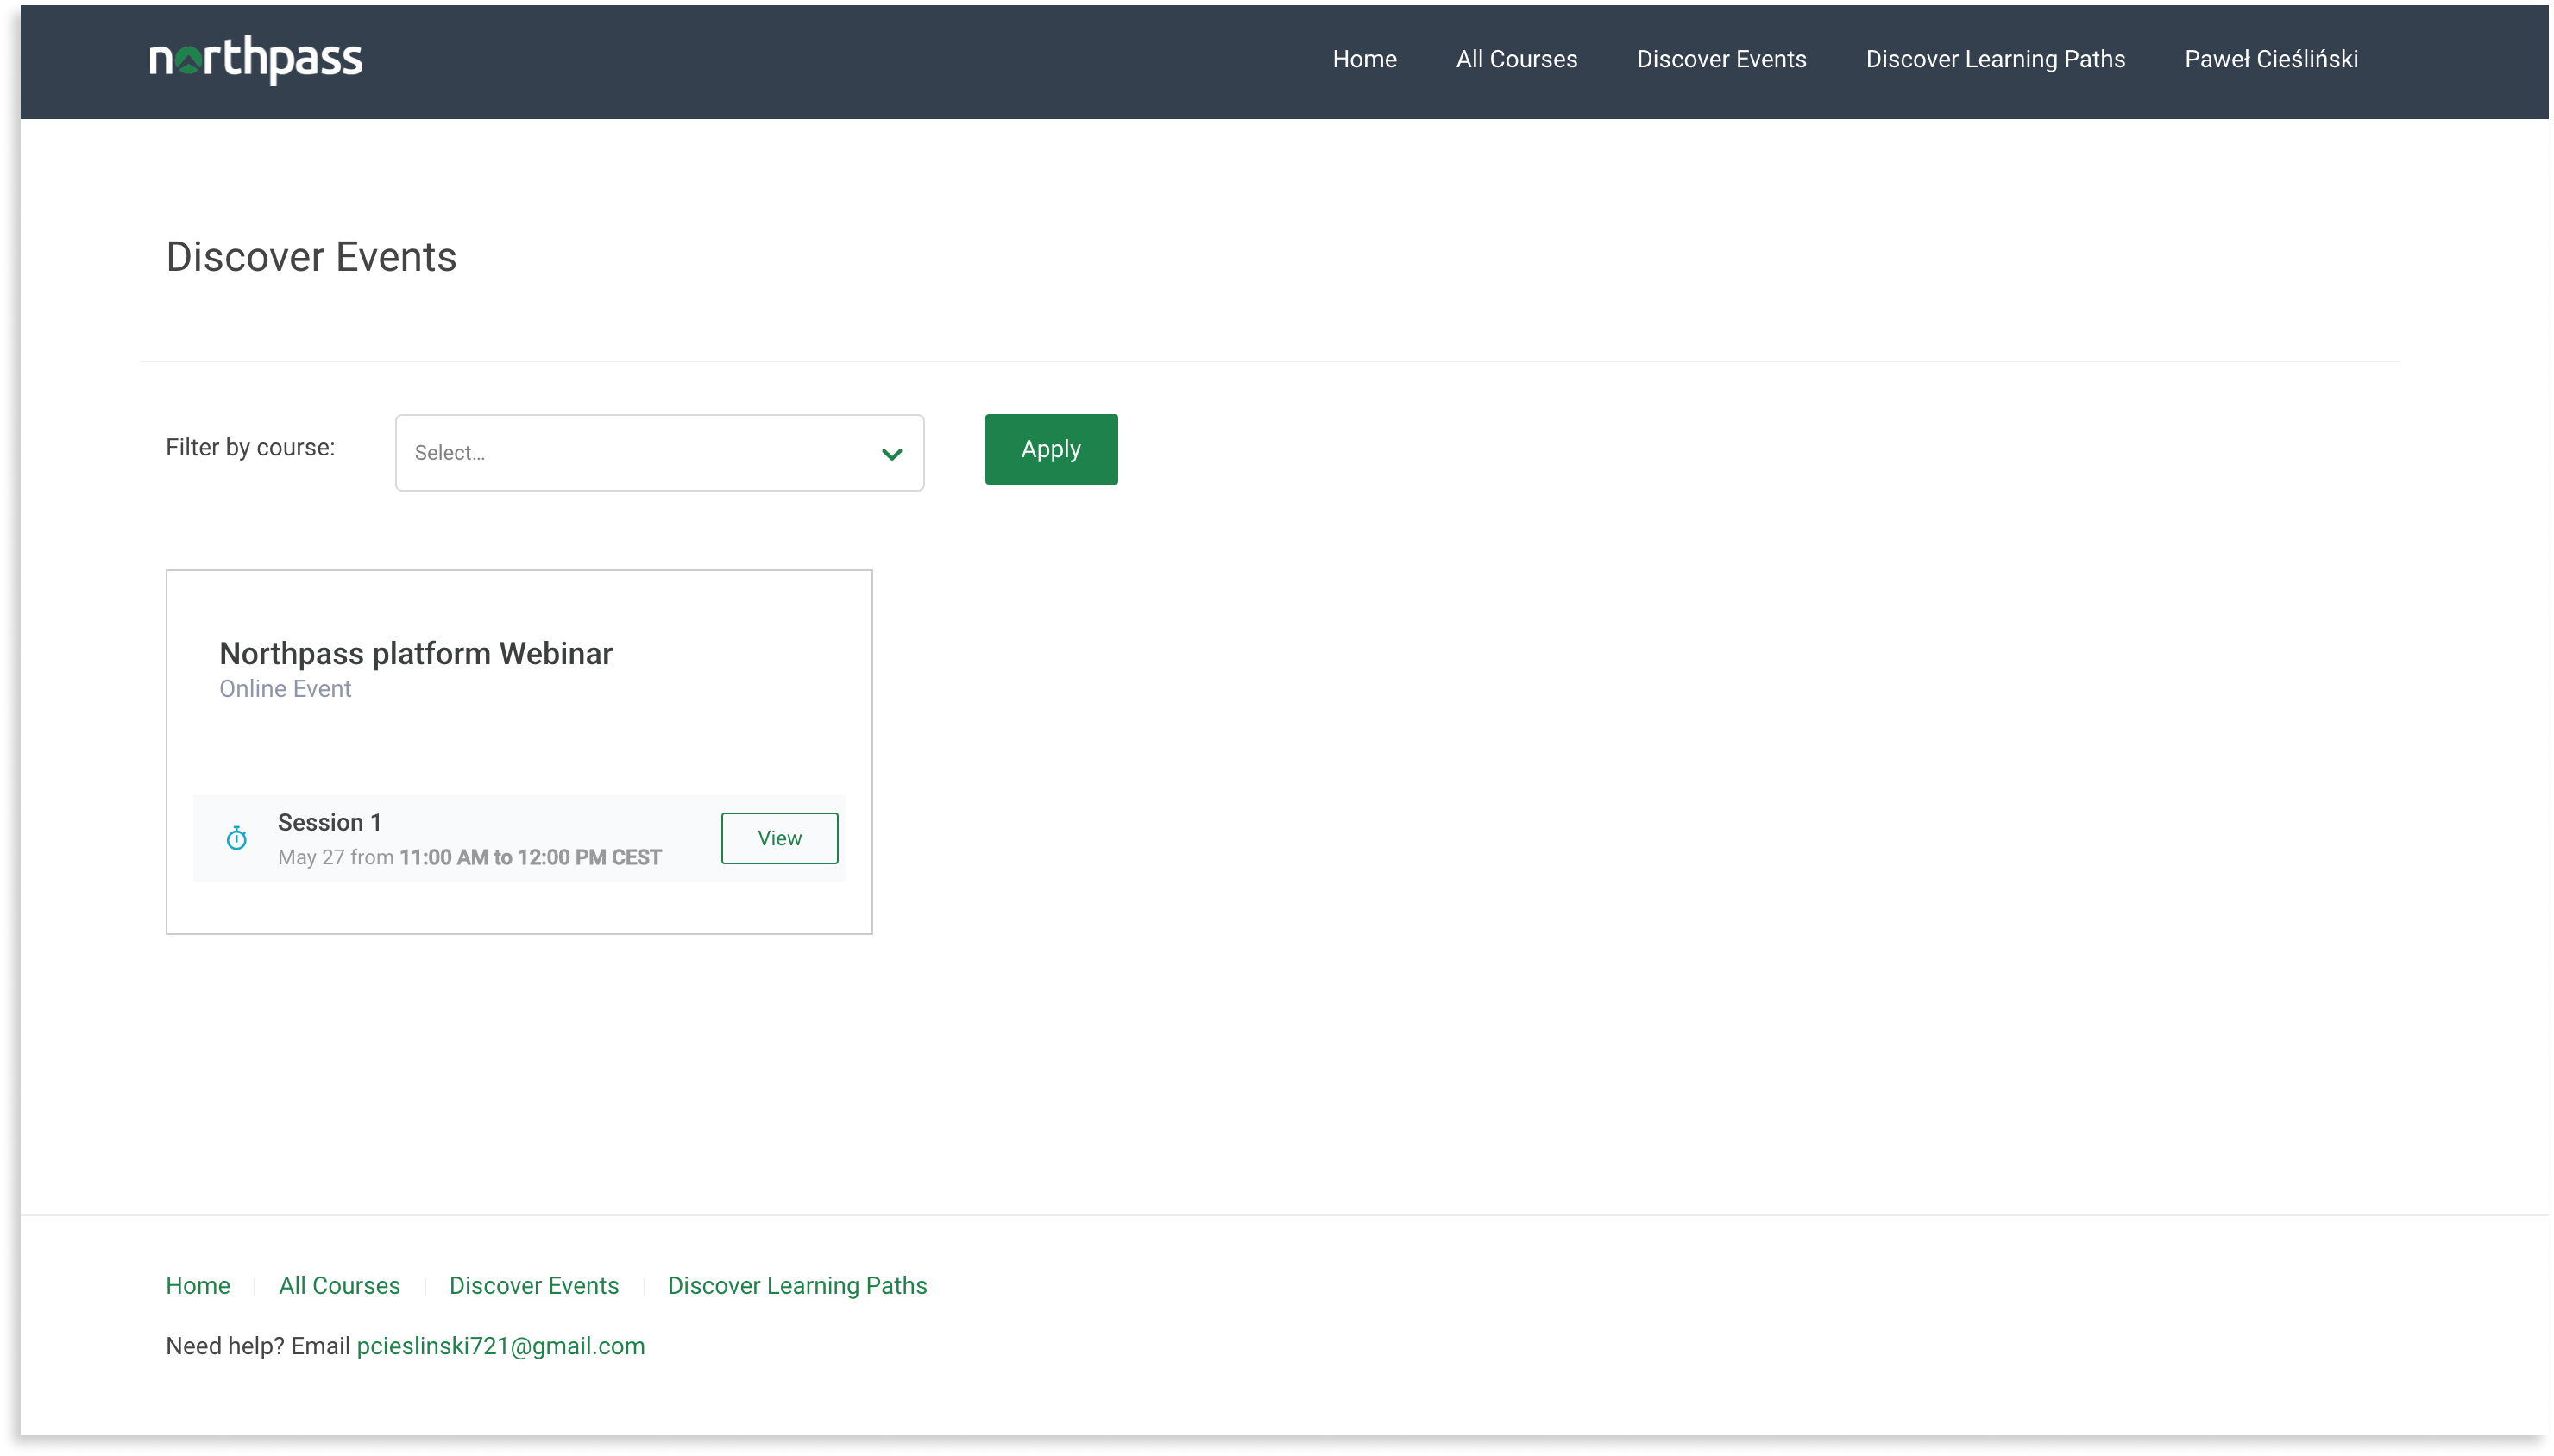 northpass
Home All Courses Discover Events Discover Learning Paths Paweł Cieśliński
Discover Events
Filter by course:
Select...
Apply
Northpass platform Webinar
Online Event
Session 1
May 27 from 11:00 AM to 12:00 PM CEST
View
Home All Courses Discover Events Discover Learning Paths
Need help? Email pcieslinski721@gmail.com